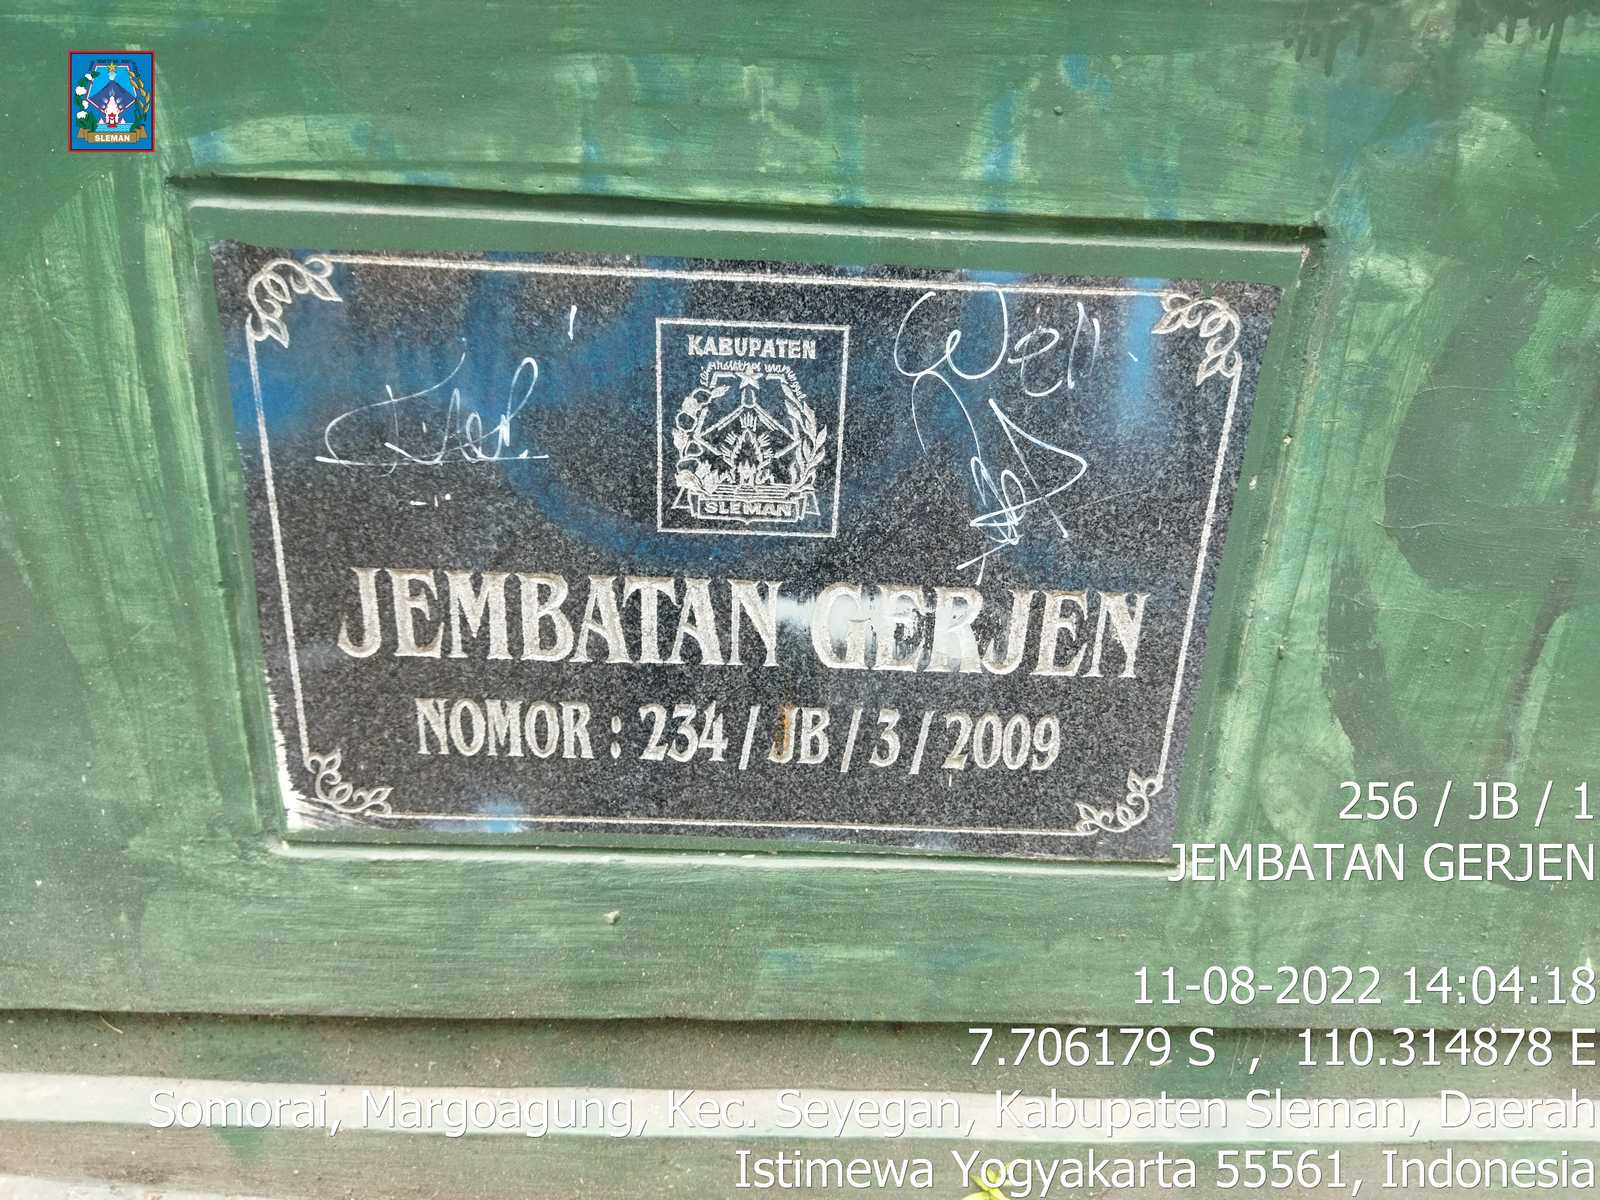 SLEMAN
KABUPATEN
SLEMAN
Well
JEMBATAN GERJEN
NOMOR : 234 / JB / 3 / 2009
256 / JB / 1
JEMBATAN GERJEN
11-08-2022 14:04:18
7.706179 S , 110.314878 E
Somorai, Margoagung, Kec. Seyegan, Kabupaten Sleman, Daerah
Istimewa Yogyakarta 55561, Indonesia